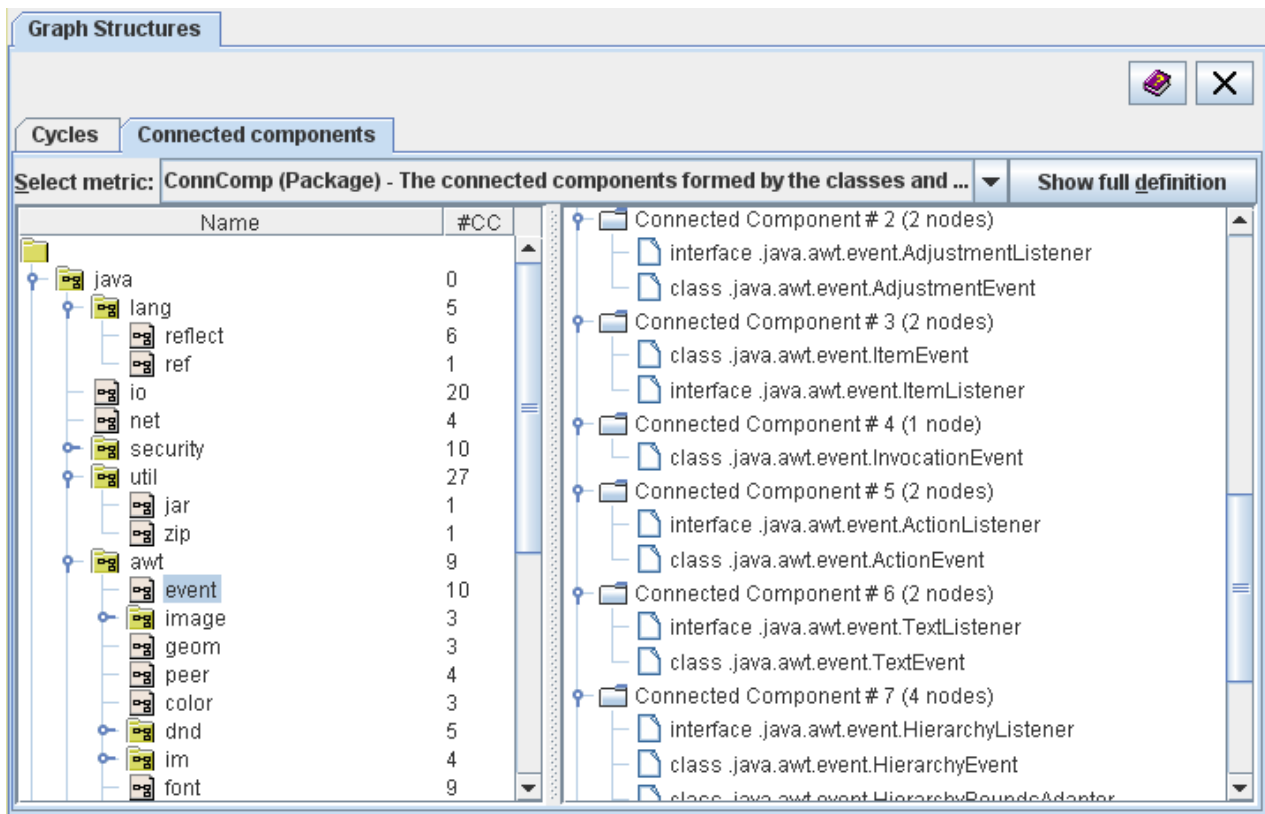 Graph Structures
Cycles
Connected components
Select metric: ConnComp (Package) - The connected components formed by the classes and ... Show full definition
Name #CC
java 0
lang 5
reflect 6
ref 1
io 20
net 4
security 10
util 27
jar 1
zip 1
awt 9
event 10
image 3
geom 3
peer 4
color 3
dnd 5
im 4
font 9
Connected Component # 2 (2 nodes)
interface .java.awt.event.AdjustmentListener
class .java.awt.event.AdjustmentEvent
Connected Component # 3 (2 nodes)
class .java.awt.event.ItemEvent
interface .java.awt.event.ItemListener
Connected Component # 4 (1 node)
class .java.awt.event.InvocationEvent
Connected Component # 5 (2 nodes)
interface .java.awt.event.ActionListener
class .java.awt.event.ActionEvent
Connected Component # 6 (2 nodes)
interface .java.awt.event.TextListener
class .java.awt.event.TextEvent
Connected Component # 7 (4 nodes)
interface .java.awt.event.HierarchyListener
class .java.awt.event.HierarchyEvent
class .java.awt.event.HierarchyBoundsAdapter